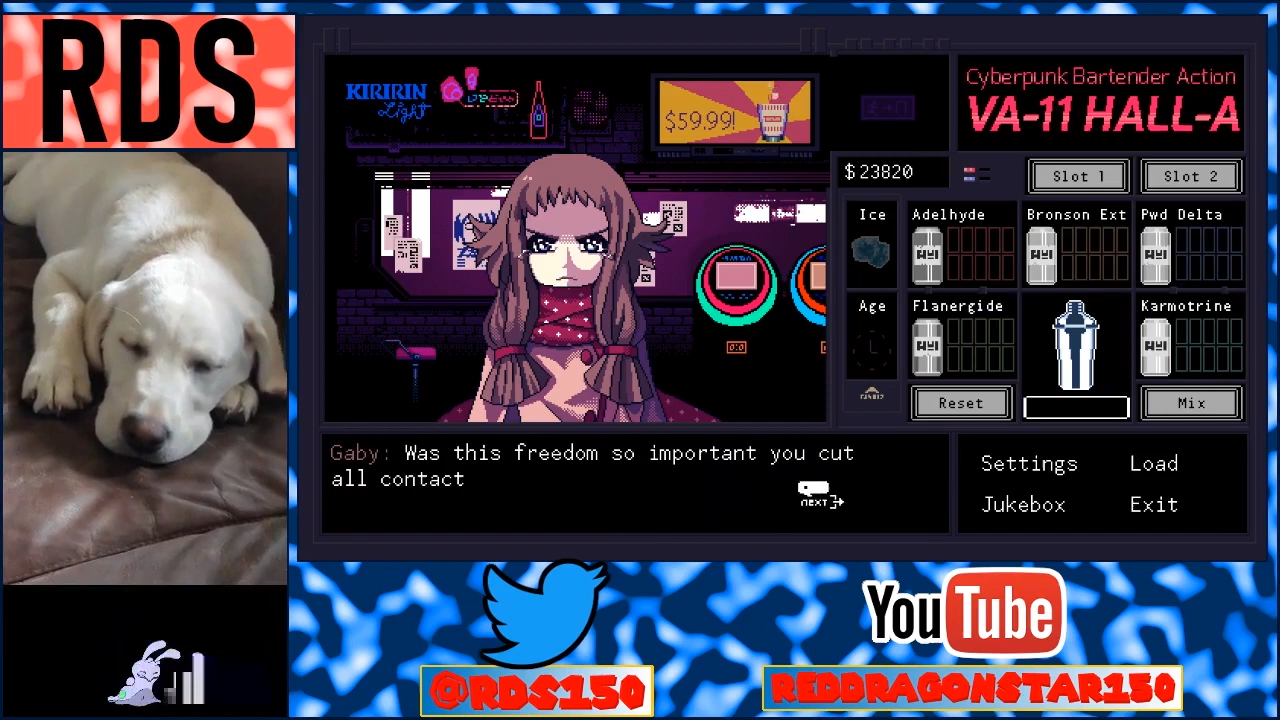 RDS
KIRIRIN
Light
$59.99!
Cyberpunk Bartender Action
VA-11 HALL-A
$23820
Slot 1
Slot 2
Ice
Adelhyde
Bronson Ext
Pwd Delta
Age
Flanergide
Karmotrine
Reset
Mix
Gaby: Was this freedom so important you cut
all contact
NEXT
Settings
Load
Jukebox
Exit
YouTube
@RDS150
REDDRAGONSTAR150